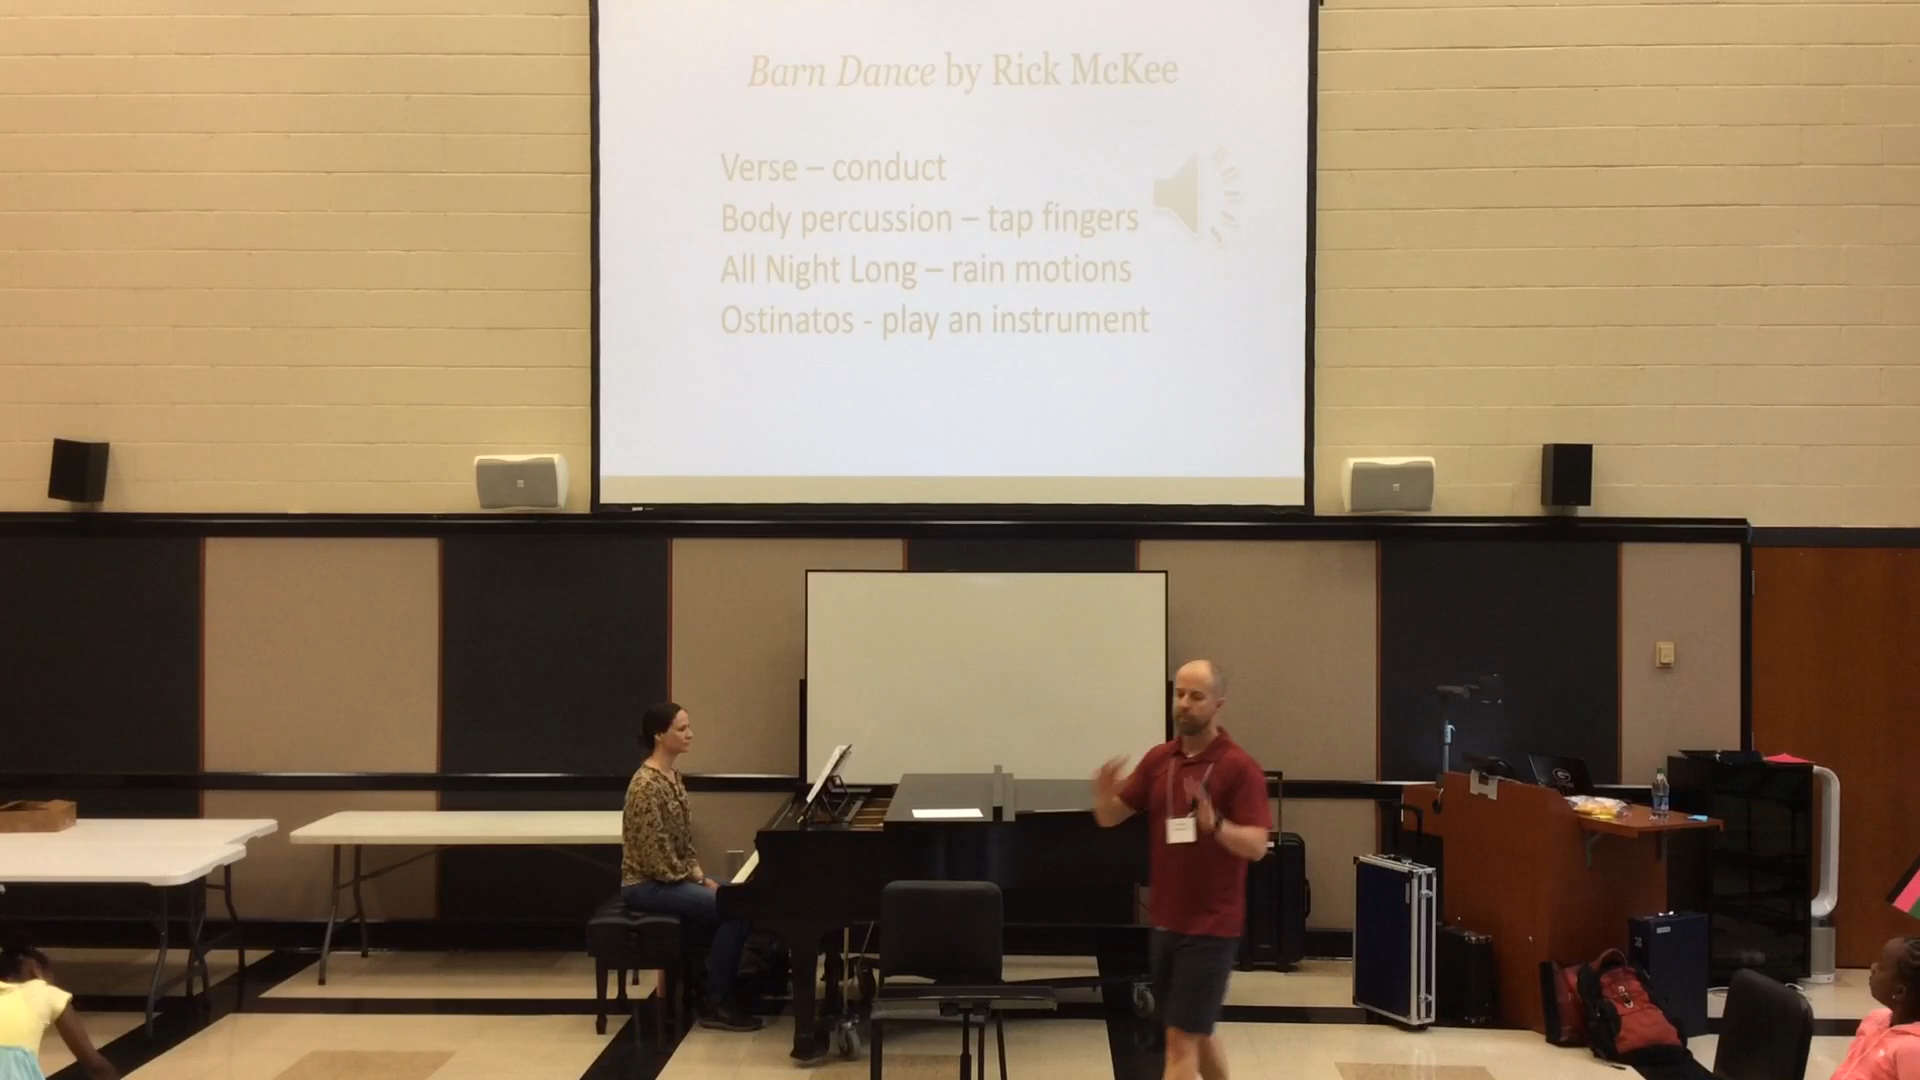 Barn Dance by Rick McKee
Verse – conduct
Body percussion – tap fingers
All Night Long – rain motions
Ostinatos - play an instrument